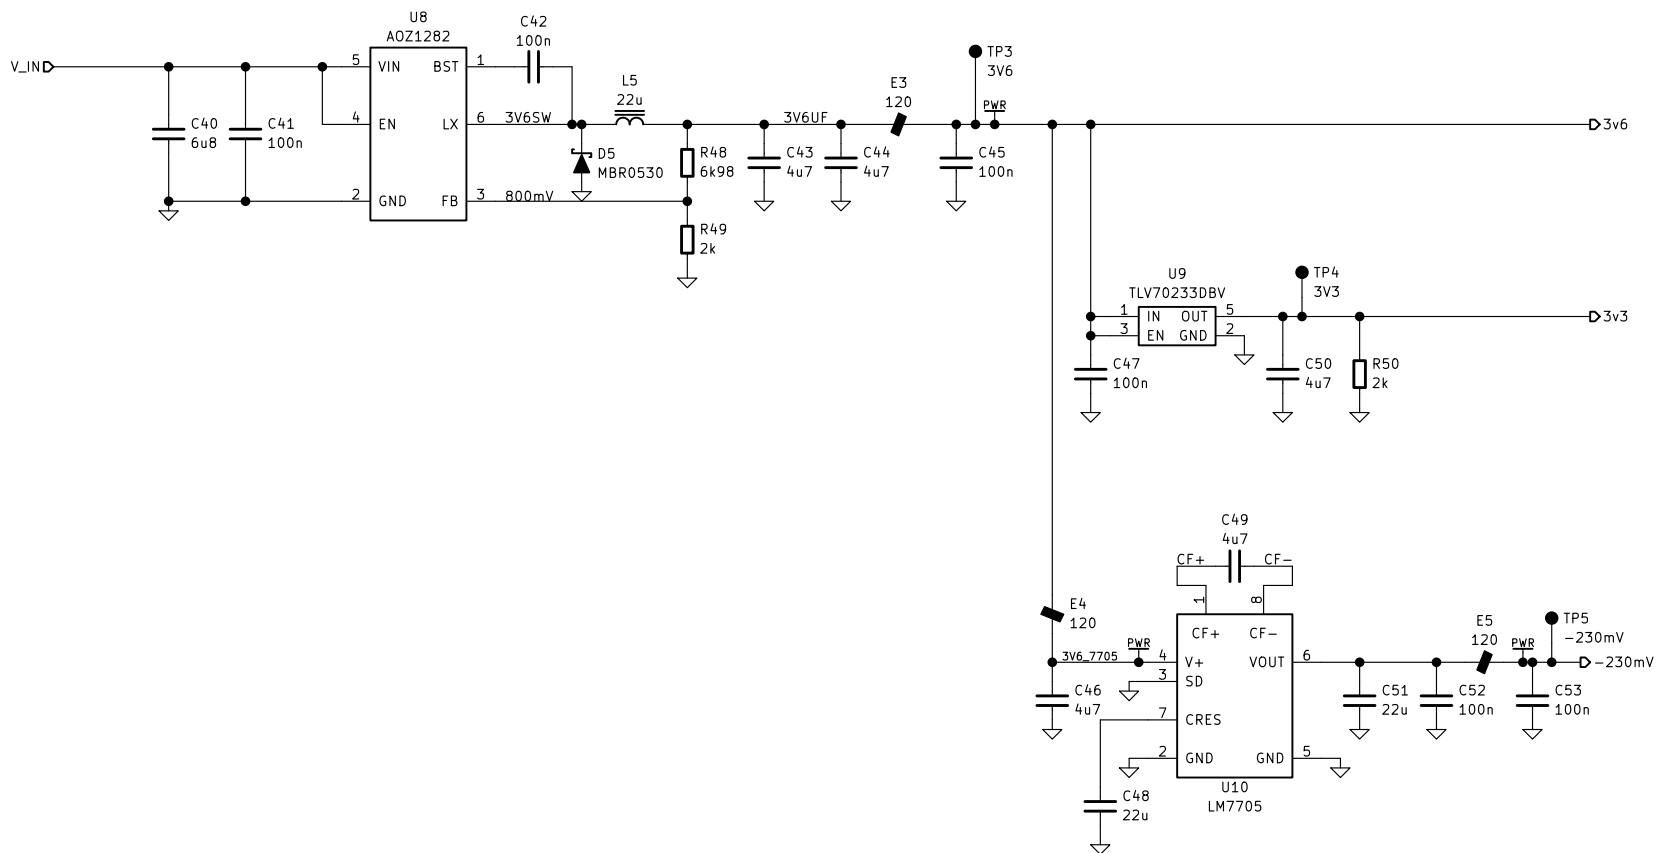 U8
AOZ1282
V_IN
5 VIN BST 1
4 EN LX 6
2 GND FB 3
C40
6u8
C41
100n
C42
100n
3V6SW
800mV
D5
MBR0530
L5
22u
R48
6k98
R49
2k
3V6UF
C43
4u7
C44
4u7
E3
120
C45
100n
TP3
3V6
PWR
3v6
U9
TLV70233DBV
1 IN OUT 5
3 EN GND 2
C47
100n
TP4
3V3
C50
4u7
R50
2k
3v3
C49
4u7
CF+ CF-
1 8
CF+ CF-
E4
120
3V6_7705
PWR
4 V+ VOUT 6
3 SD
7 CRES
2 GND GND 5
U10
LM7705
C46
4u7
C48
22u
C51
22u
C52
100n
E5
120
PWR
TP5
-230mV
-230mV
C53
100n